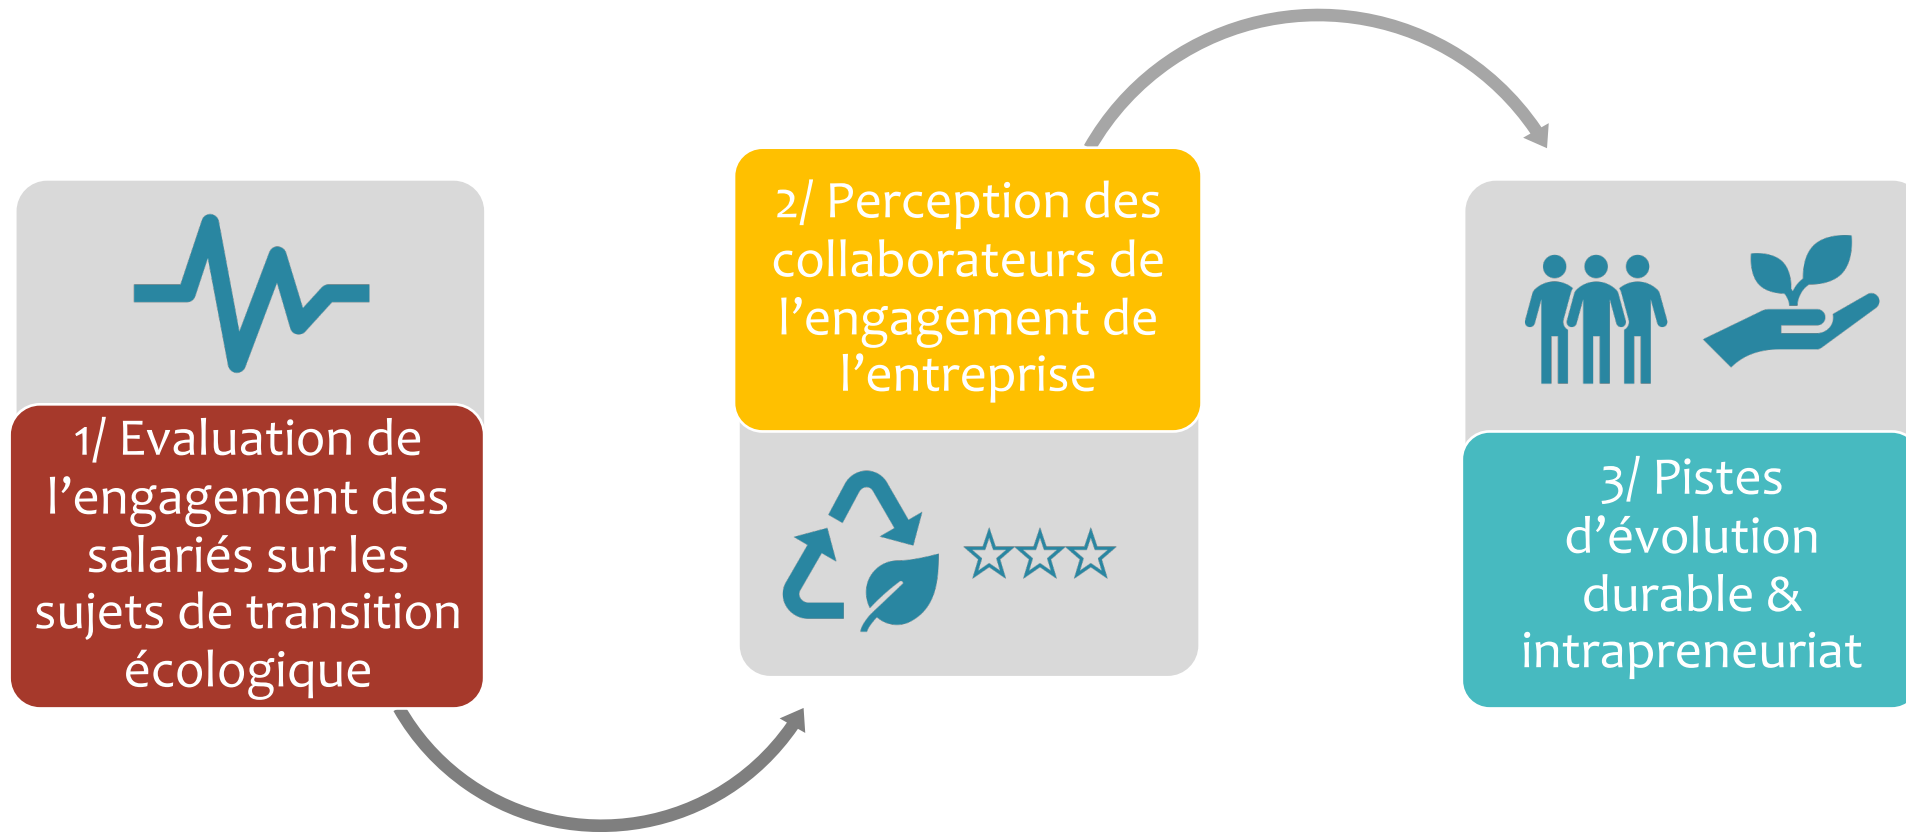 1/ Evaluation de
l’engagement des
salariés sur les
sujets de transition
écologique
2/ Perception des
collaborateurs de
l’engagement de
l’entreprise
3/ Pistes
d’évolution
durable &
intrapreneuriat